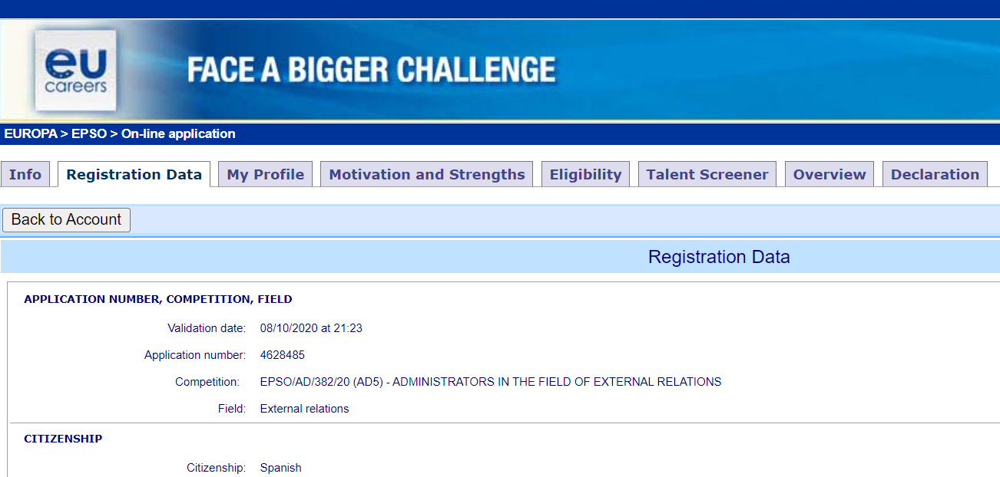 eu
careers
FACE A BIGGER CHALLENGE
EUROPA > EPSO > On-line application
Info Registration Data My Profile Motivation and Strengths Eligibility Talent Screener Overview Declaration
Back to Account
Registration Data
APPLICATION NUMBER, COMPETITION, FIELD
Validation date: 08/10/2020 at 21:23
Application number: 4628485
Competition: EPSO/AD/382/20 (AD5) - ADMINISTRATORS IN THE FIELD OF EXTERNAL RELATIONS
Field: External relations
CITIZENSHIP
Citizenship: Spanish